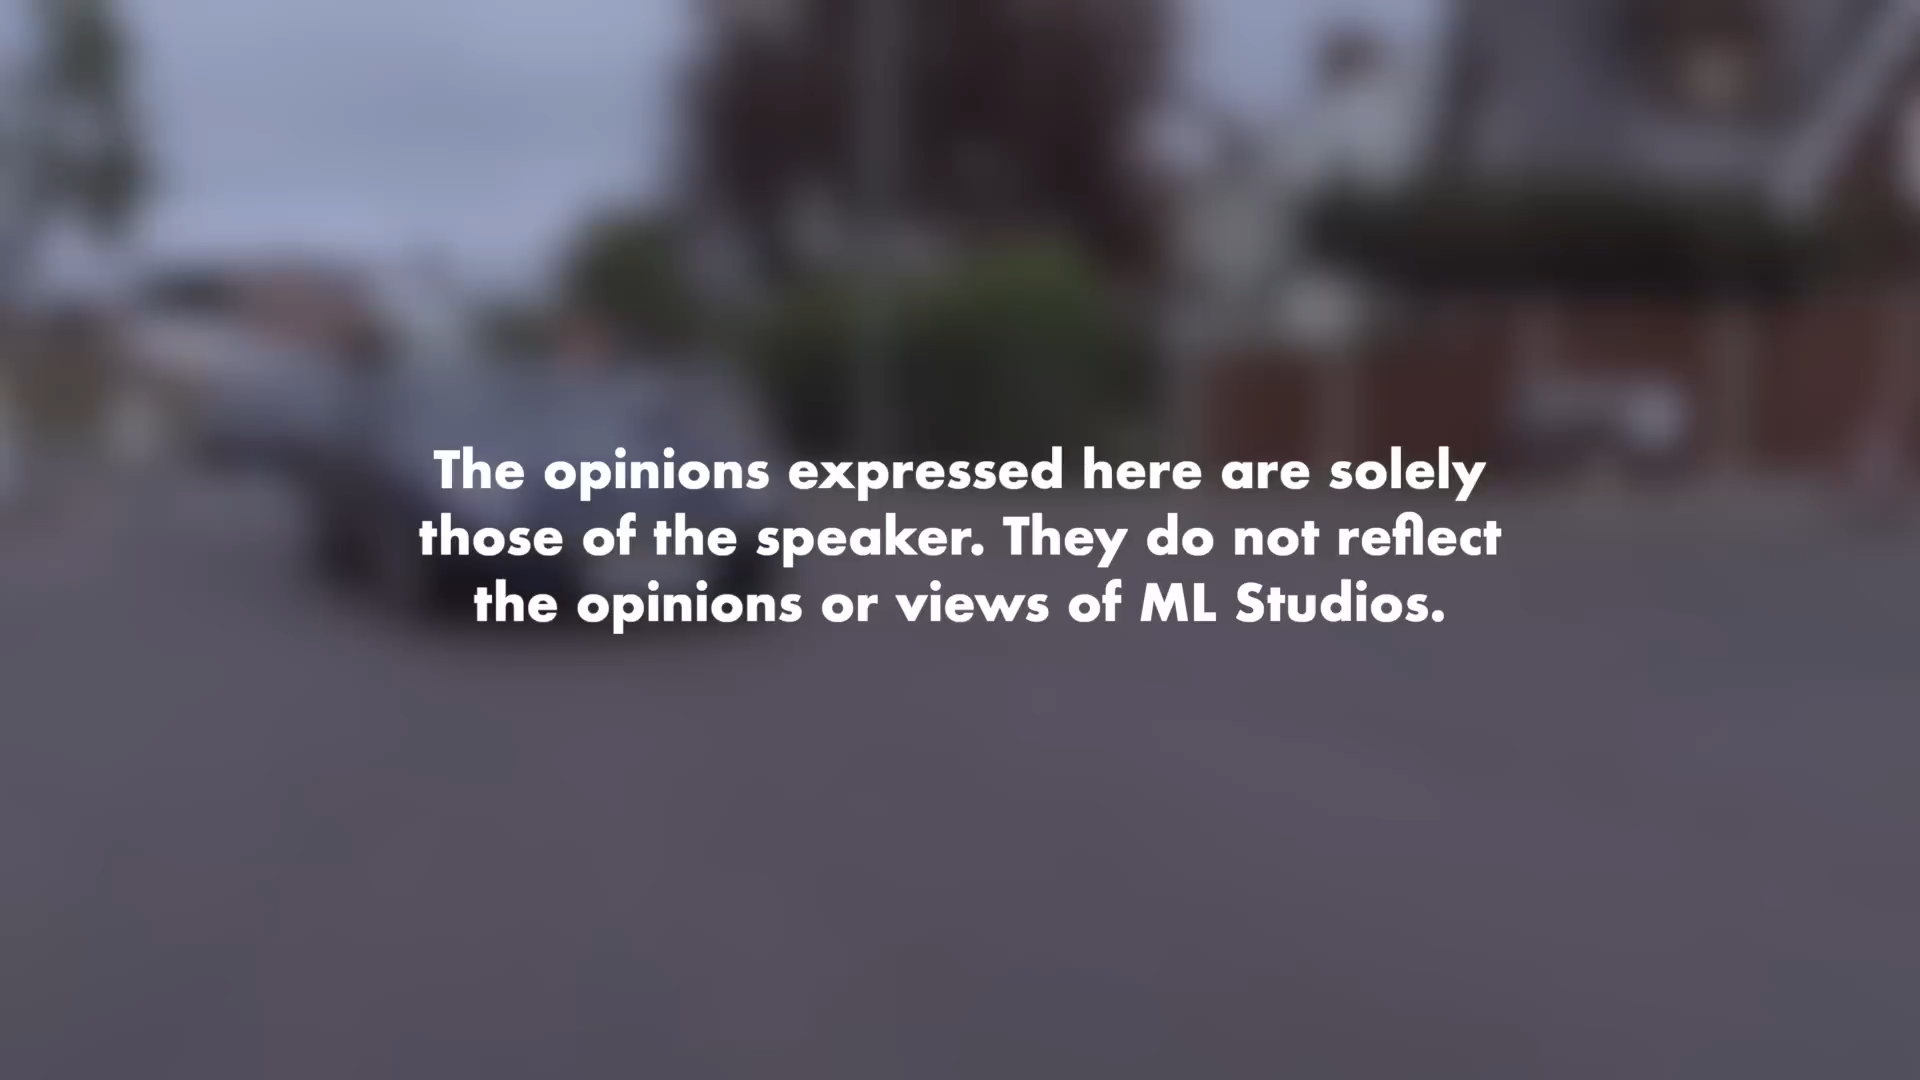 The opinions expressed here are solely
those of the speaker. They do not reflect
the opinions or views of ML Studios.